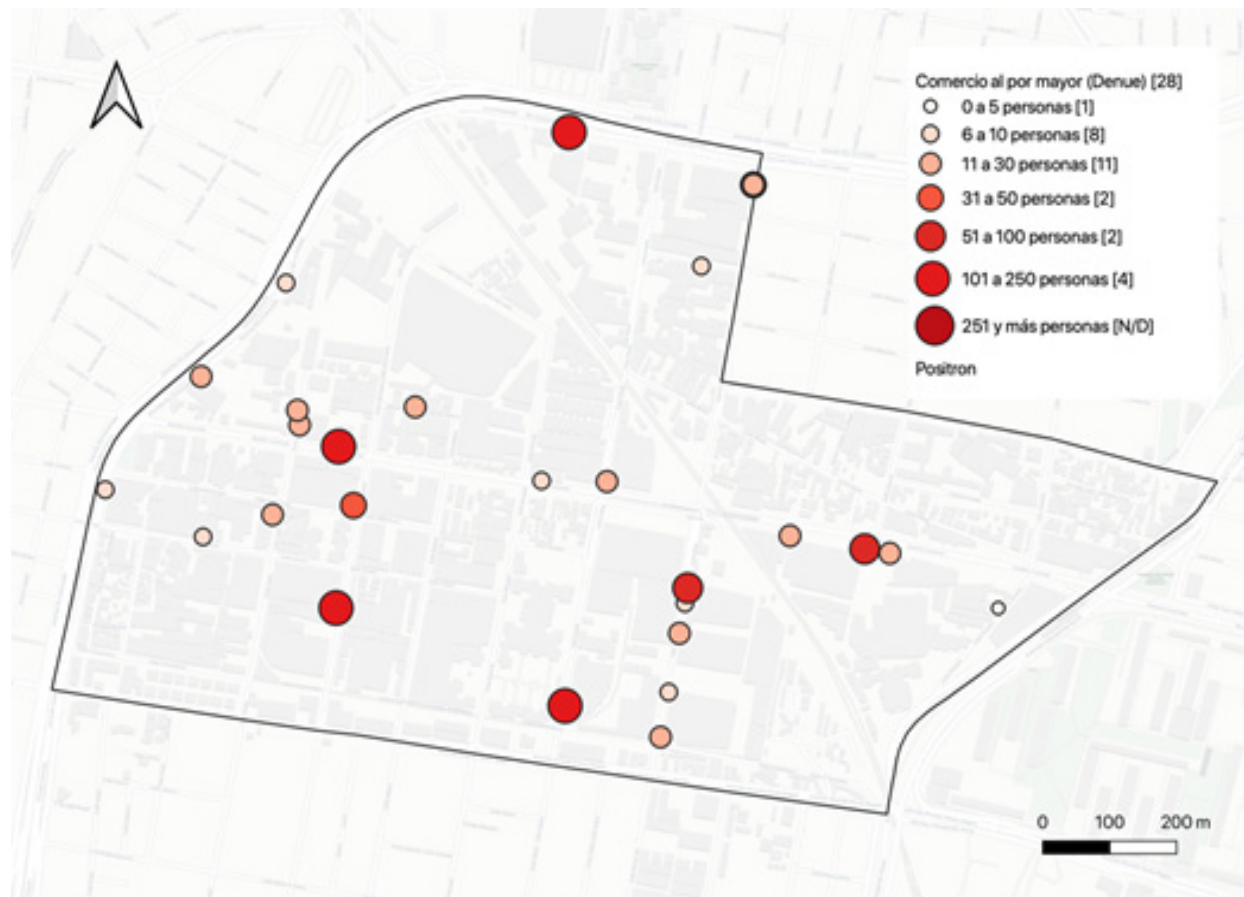 Comercio al por mayor (Denue) [28]
0 a 5 personas [1]
6 a 10 personas [8]
11 a 30 personas [11]
31 a 50 personas [2]
51 a 100 personas [2]
101 a 250 personas [4]
251 y más personas [N/D]
Positron
0 100 200 m